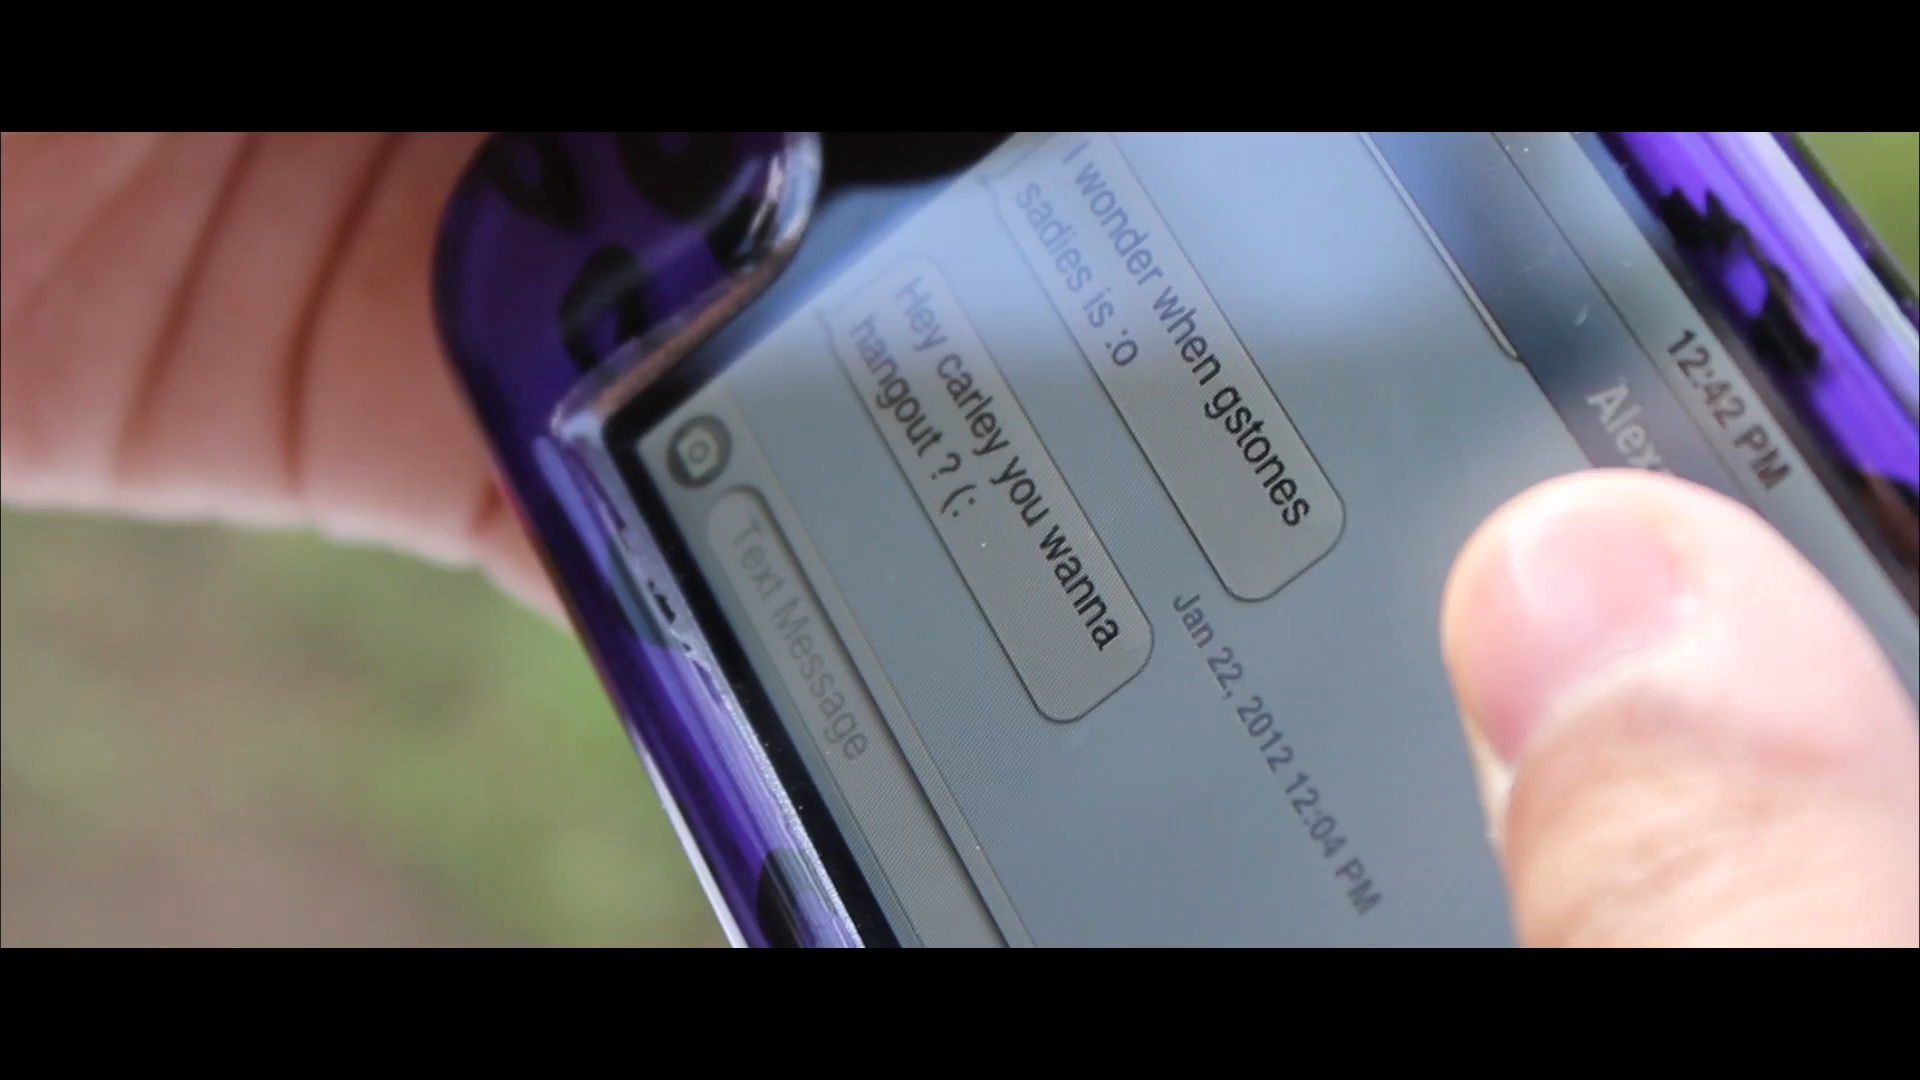 12:42 PM
Alex
Jan 22, 2012 12:04 PM
I wonder when gstones
sadies is :o
Hey carley you wanna
hangout ? (:
Text Message